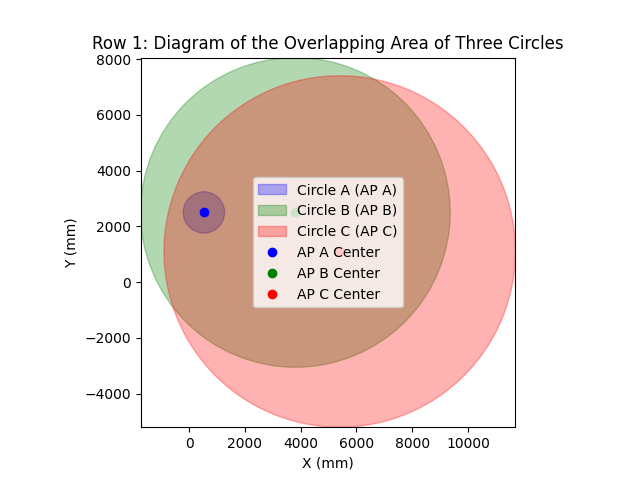 Row 1: Diagram of the Overlapping Area of Three Circles
8000
6000
4000
2000
0
−2000
−4000
Y (mm)
Circle A (AP A)
Circle B (AP B)
Circle C (AP C)
AP A Center
AP B Center
AP C Center
0 2000 4000 6000 8000 10000
X (mm)